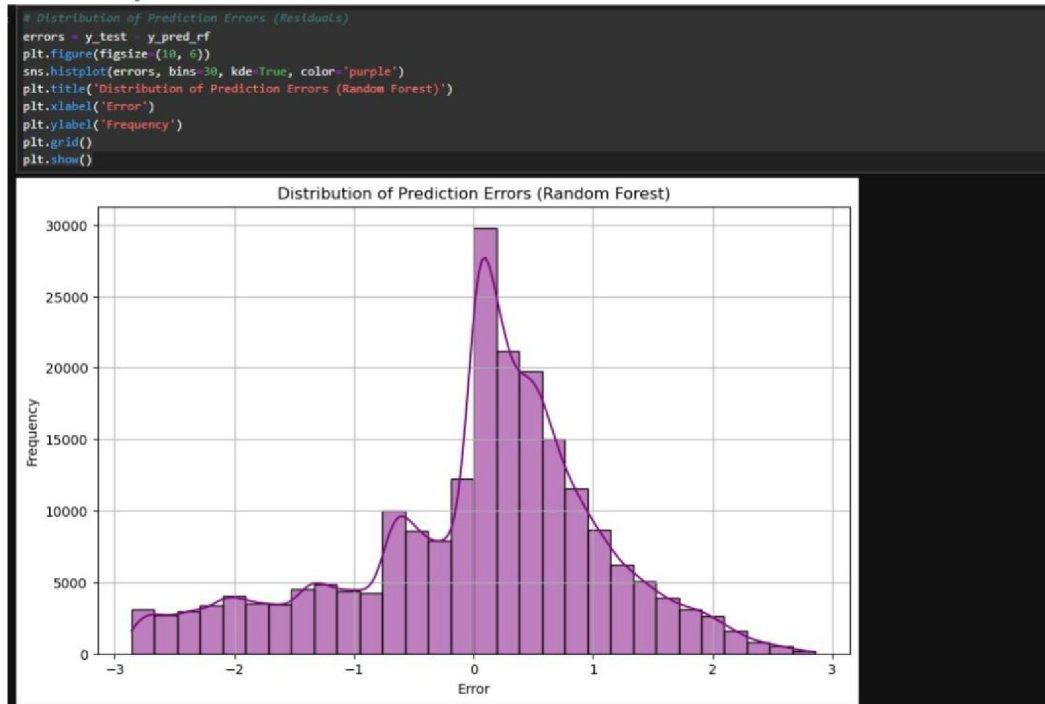 # Distribution of Prediction Errors (Residuals)
errors = y_test - y_pred_rf
plt.figure(figsize=(10, 6))
sns.histplot(errors, bins=30, kde=True, color='purple')
plt.title('Distribution of Prediction Errors (Random Forest)')
plt.xlabel('Error')
plt.ylabel('Frequency')
plt.grid()
plt.show()
Distribution of Prediction Errors (Random Forest)
30000
25000
20000
15000
10000
5000
0
Frequency
−3 −2 −1 0 1 2 3
Error